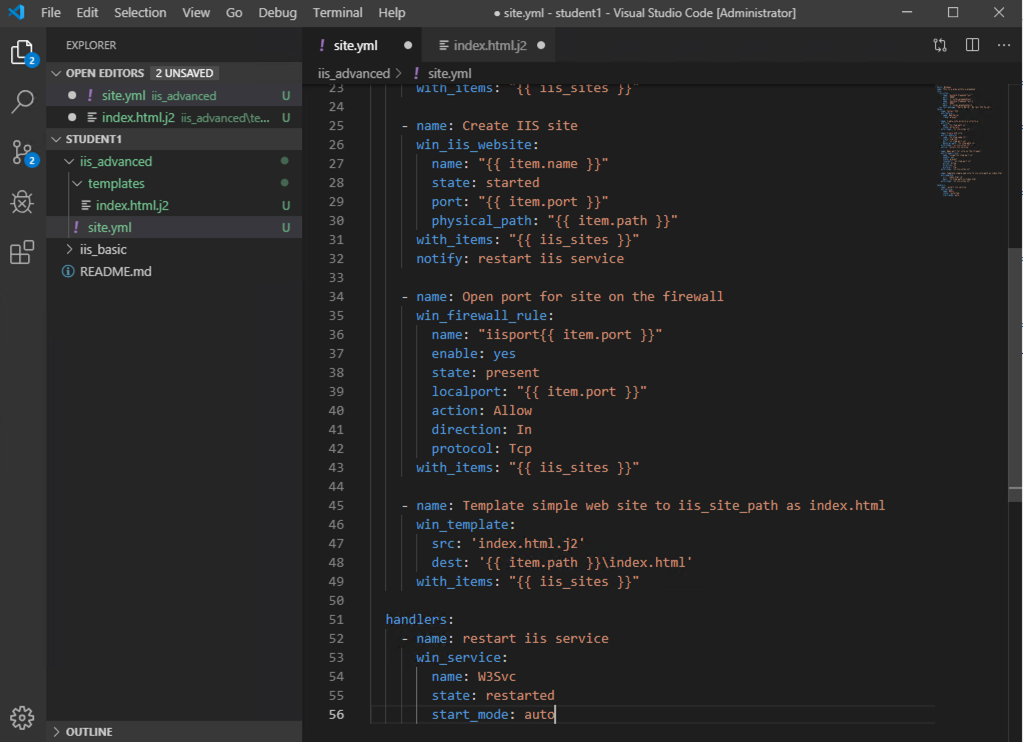 File Edit Selection View Go Debug Terminal Help ● site.yml - student1 - Visual Studio Code [Administrator]
EXPLORER
OPEN EDITORS 2 UNSAVED
● ! site.yml iis_advanced U
● index.html.j2 iis_advanced\te... U
STUDENT1
iis_advanced
templates
index.html.j2 U
! site.yml U
iis_basic
README.md
OUTLINE
2
2
! site.yml ● index.html.j2 ●
iis_advanced > ! site.yml
23 with_items: "{{ iis_sites }}"
24
25 - name: Create IIS site
26 win_iis_website:
27 name: "{{ item.name }}"
28 state: started
29 port: "{{ item.port }}"
30 physical_path: "{{ item.path }}"
31 with_items: "{{ iis_sites }}"
32 notify: restart iis service
33
34 - name: Open port for site on the firewall
35 win_firewall_rule:
36 name: "iisport{{ item.port }}"
37 enable: yes
38 state: present
39 localport: "{{ item.port }}"
40 action: Allow
41 direction: In
42 protocol: Tcp
43 with_items: "{{ iis_sites }}"
44
45 - name: Template simple web site to iis_site_path as index.html
46 win_template:
47 src: 'index.html.j2'
48 dest: '{{ item.path }}\index.html'
49 with_items: "{{ iis_sites }}"
50
51 handlers:
52 - name: restart iis service
53 win_service:
54 name: W3Svc
55 state: restarted
56 start_mode: auto